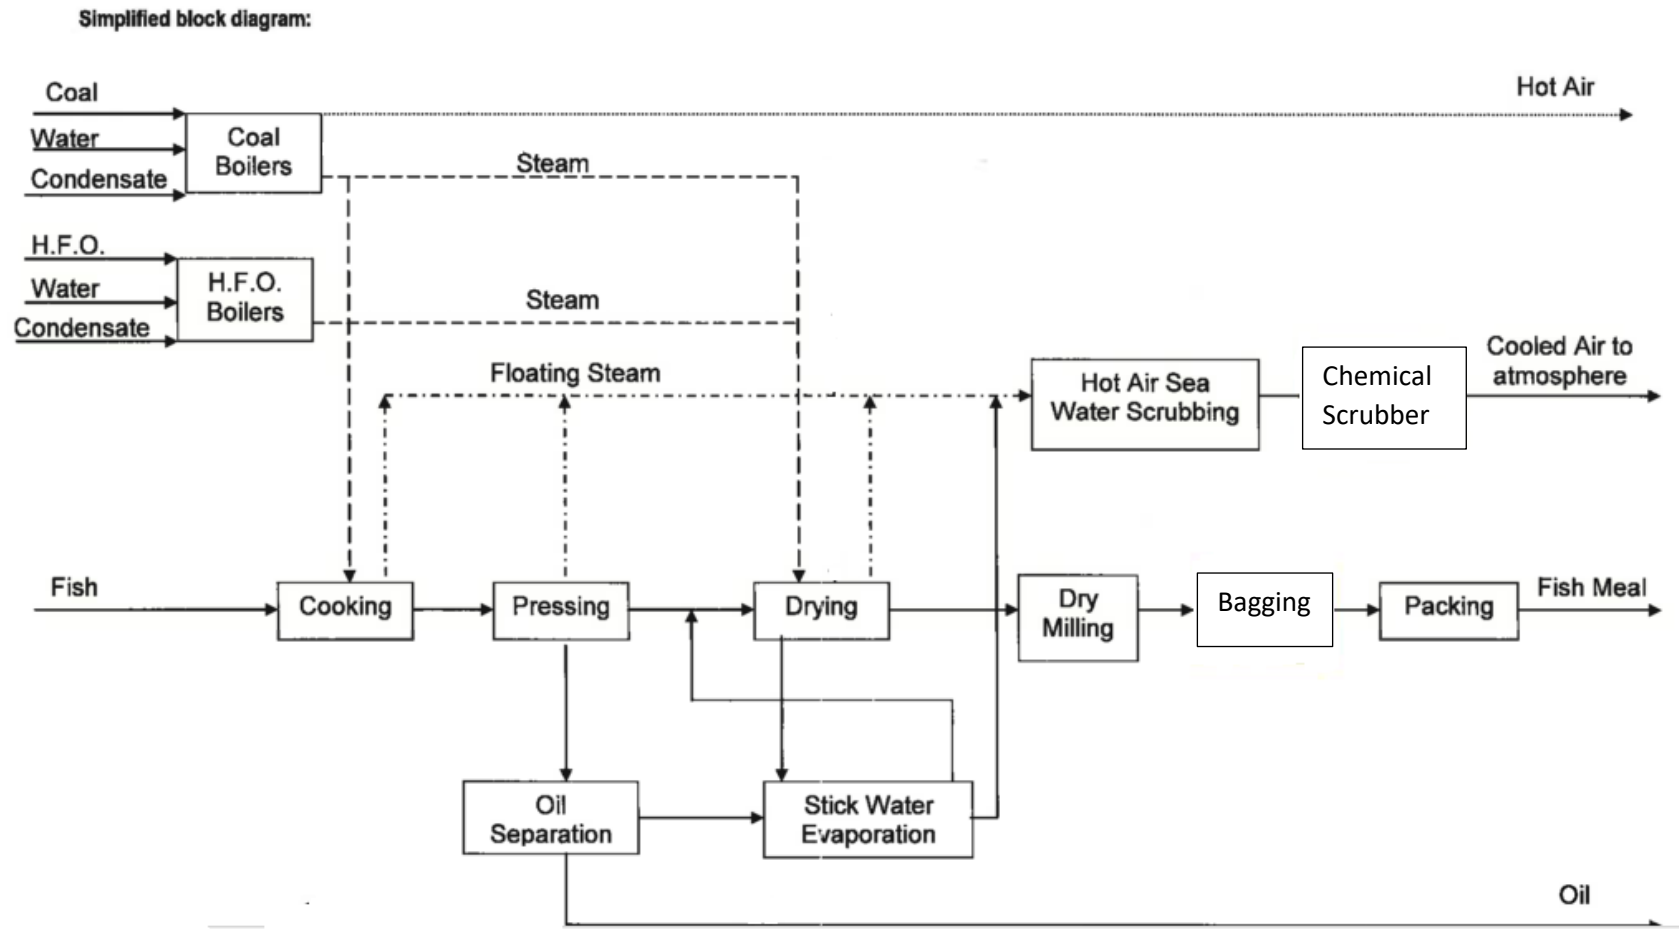 Simplified block diagram:
Coal
Hot Air
Water
Coal
Boilers
Condensate
Steam
H.F.O.
Water
H.F.O.
Boilers
Steam
Condensate
Floating Steam
Hot Air Sea
Water Scrubbing
Chemical
Scrubber
Cooled Air to
atmosphere
Fish
Cooking
Pressing
Drying
Dry
Milling
Bagging
Packing
Fish Meal
Oil
Separation
Stick Water
Evaporation
Oil